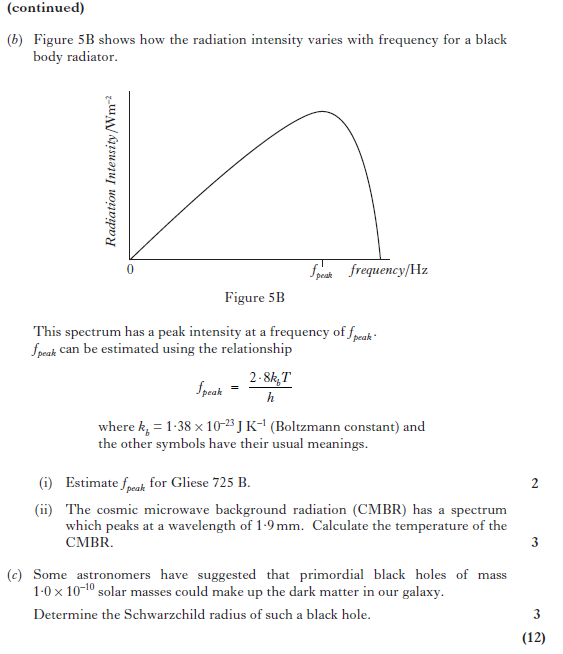 (continued)
(b) Figure 5B shows how the radiation intensity varies with frequency for a black
body radiator.
Radiation Intensity/Wm⁻²
0
f_peak frequency/Hz
Figure 5B
This spectrum has a peak intensity at a frequency of f_peak.
f_peak can be estimated using the relationship
f_peak = 2·8k_bT / h
where k_b = 1·38 × 10⁻²³ J K⁻¹ (Boltzmann constant) and
the other symbols have their usual meanings.
(i) Estimate f_peak for Gliese 725 B. 2
(ii) The cosmic microwave background radiation (CMBR) has a spectrum
which peaks at a wavelength of 1·9 mm. Calculate the temperature of the
CMBR. 3
(c) Some astronomers have suggested that primordial black holes of mass
1·0 × 10⁻¹⁰ solar masses could make up the dark matter in our galaxy.
Determine the Schwarzchild radius of such a black hole. 3
(12)